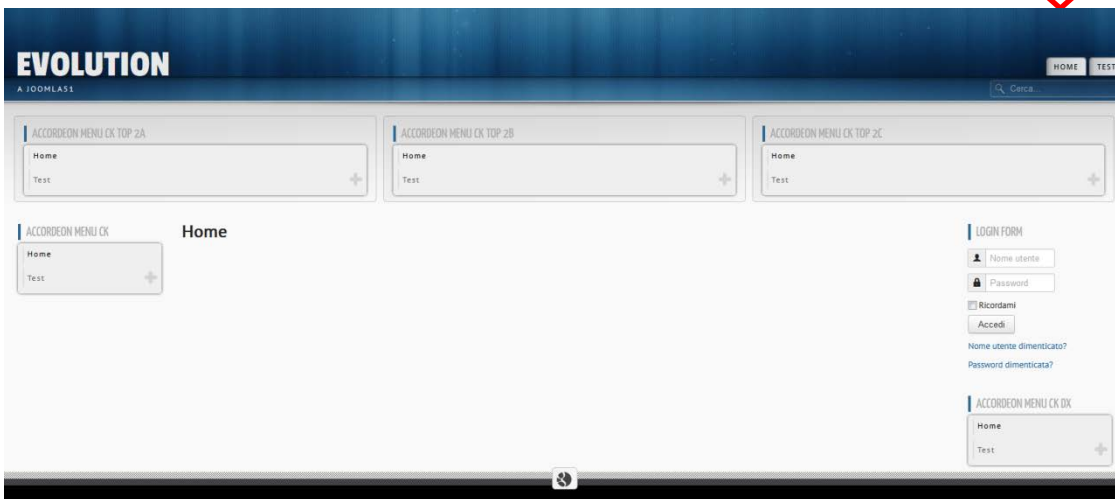 EVOLUTION
A JOOMLA51
HOME TEST
Cerca...
ACCORDEON MENU CK TOP 2A
Home
Test
ACCORDEON MENU CK TOP 2B
Home
Test
ACCORDEON MENU CK TOP 2C
Home
Test
ACCORDEON MENU CK
Home
Test
Home
LOGIN FORM
Nome utente
Password
Ricordami
Accedi
Nome utente dimenticato?
Password dimenticata?
ACCORDEON MENU CK DX
Home
Test